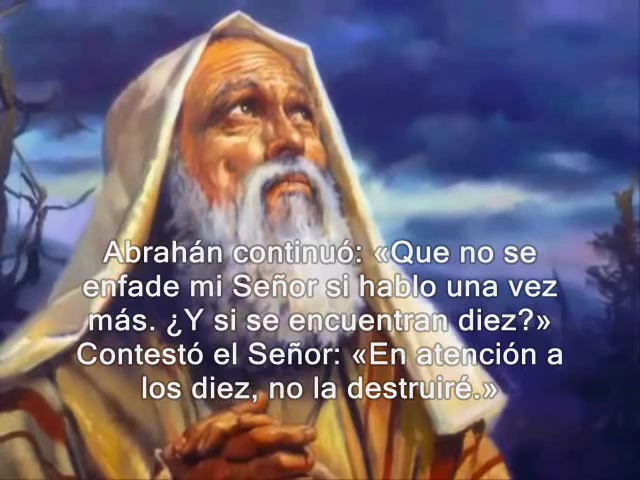 Abrahán continuó: «Que no se
enfade mi Señor si hablo una vez
más. ¿Y si se encuentran diez?»
Contestó el Señor: «En atención a
los diez, no la destruiré.»